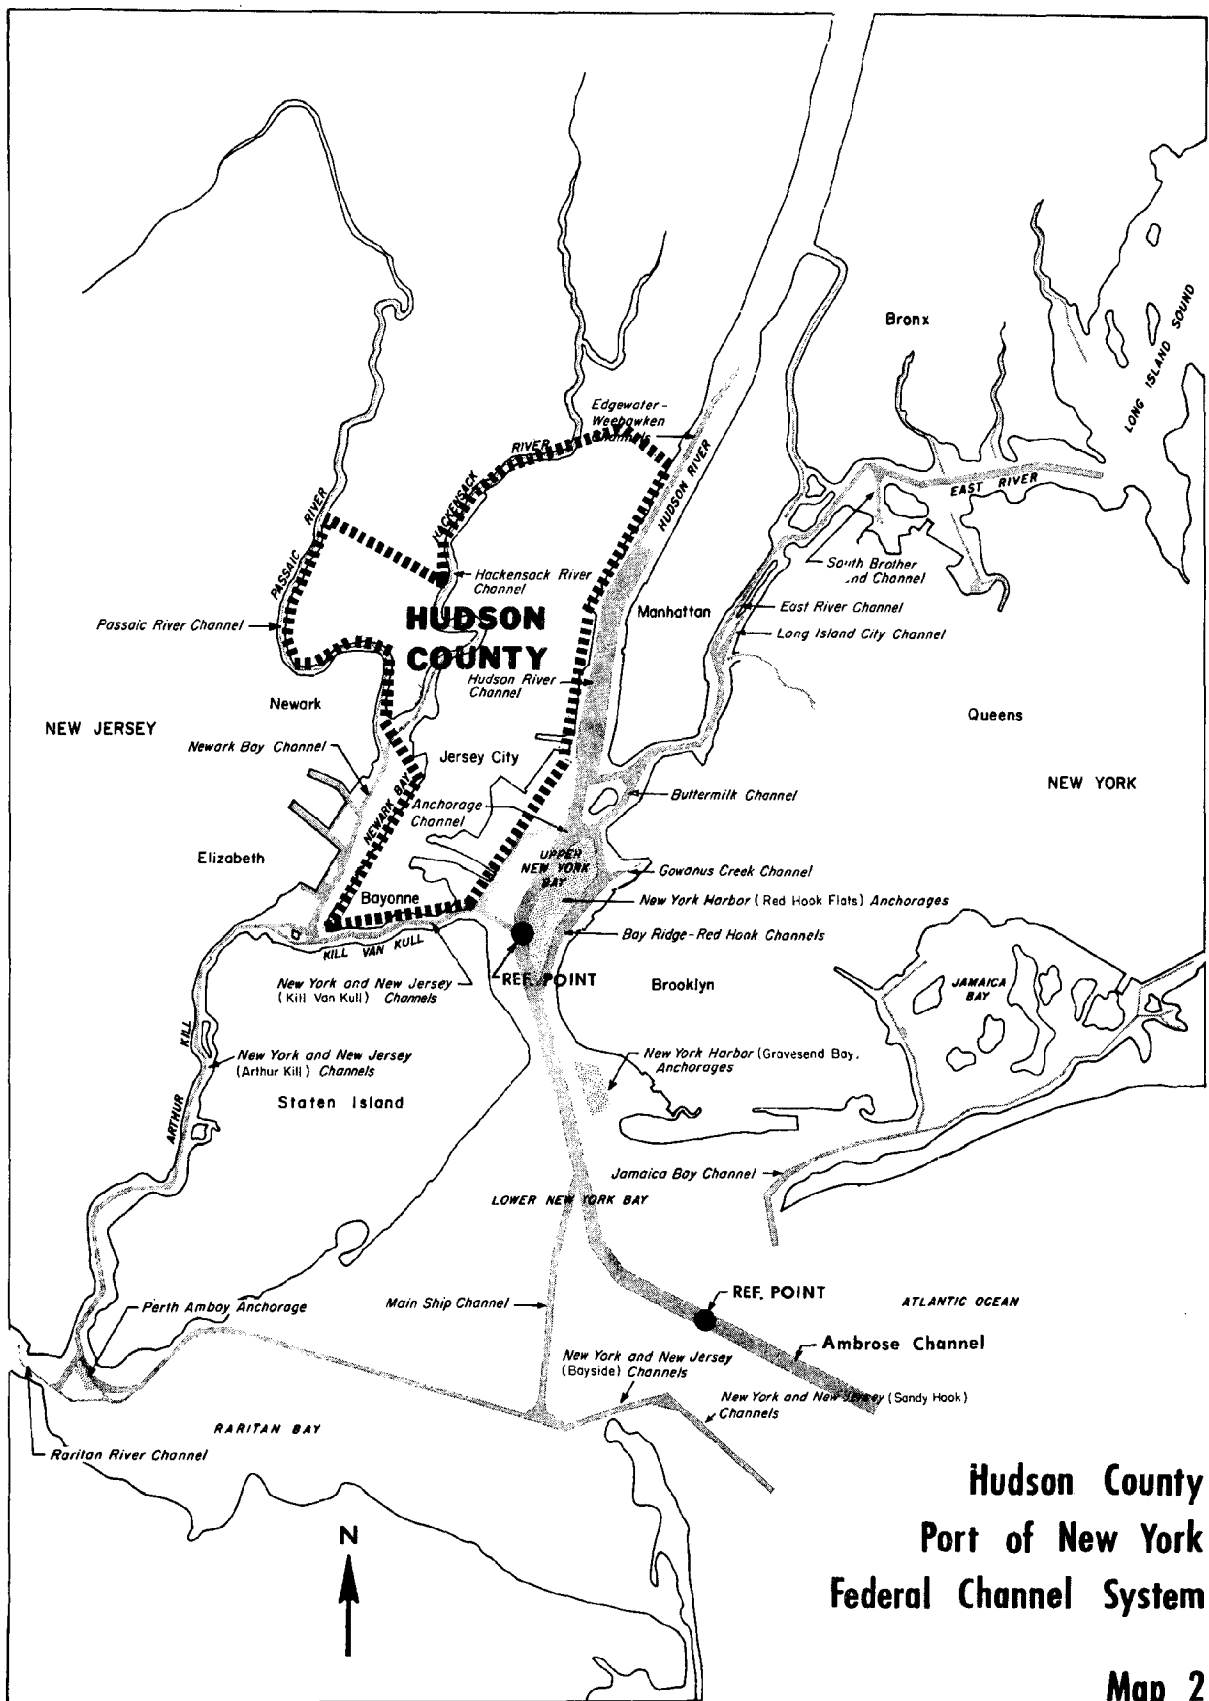 Bronx
LONG ISLAND SOUND
Edgewater-
Weehawken
Channels
HACKENSACK RIVER
HUDSON RIVER
EAST RIVER
PASSAIC RIVER
Hackensack River
Channel
South Brother
nd Channel
HUDSON
COUNTY
Manhattan
East River Channel
Long Island City Channel
Passaic River Channel
Hudson River
Channel
Newark
NEW JERSEY
Queens
Newark Bay Channel
Jersey City
NEW YORK
NEWARK BAY
Anchorage
Channel
Buttermilk Channel
Elizabeth
UPPER
NEW YORK
BAY
Gowanus Creek Channel
Bayonne
New York Harbor (Red Hook Flats) Anchorages
Bay Ridge-Red Hook Channels
KILL VAN KULL
New York and New Jersey
(Kill Van Kull) Channels
REF. POINT
Brooklyn
JAMAICA
BAY
ARTHUR KILL
New York and New Jersey
(Arthur Kill) Channels
New York Harbor (Gravesend Bay.
Anchorages
Staten Island
Jamaica Bay Channel
LOWER NEW YORK BAY
Perth Amboy Anchorage
Main Ship Channel
REF. POINT
ATLANTIC OCEAN
Ambrose Channel
New York and New Jersey
(Bayside) Channels
New York and New Jersey (Sandy Hook)
Channels
RARITAN BAY
Raritan River Channel
N
Hudson County
Port of New York
Federal Channel System
Map 2